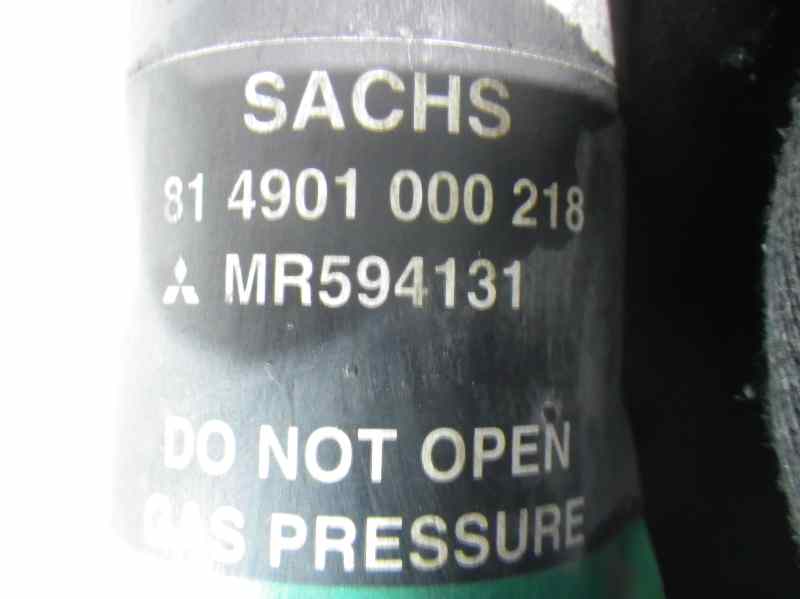 SACHS
81 4901 000 218
MR594131
DO NOT OPEN
GAS PRESSURE